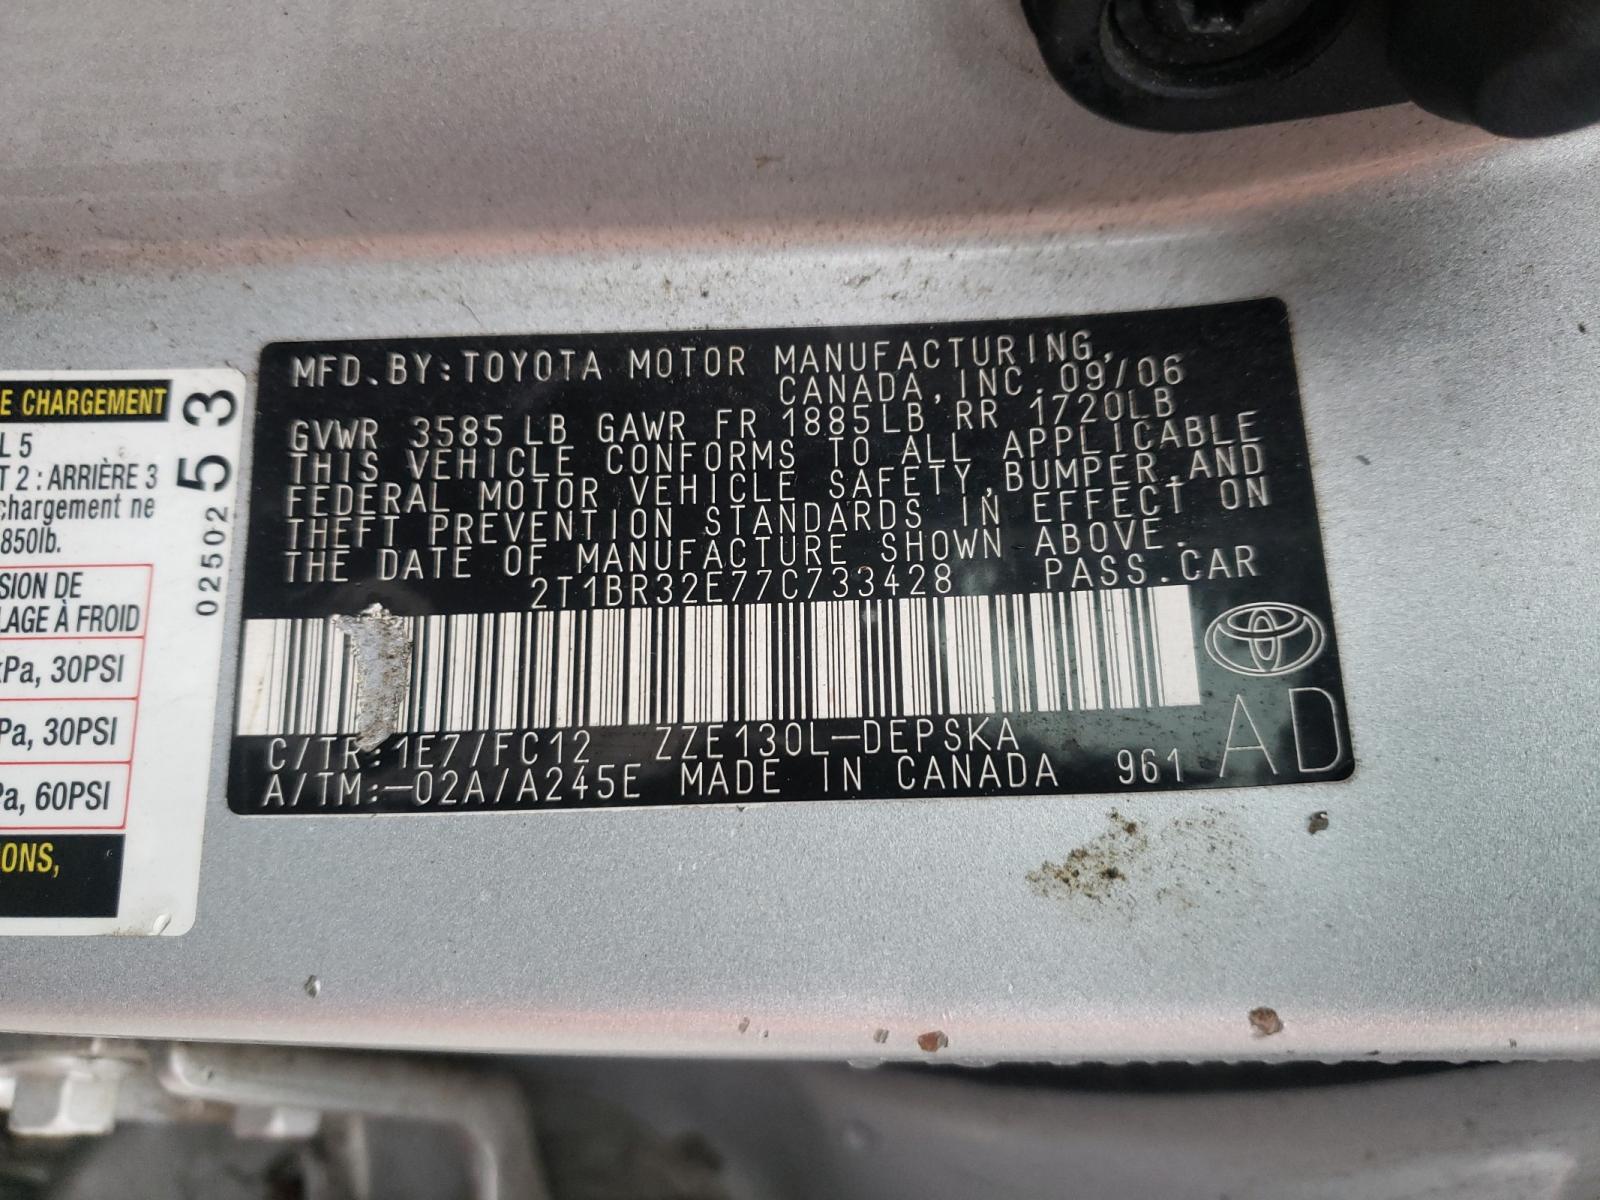 E CHARGEMENT
L 5
T 2 : ARRIÈRE 3
chargement ne
850lb.
SION DE
LAGE À FROID
kPa, 30PSI
Pa, 30PSI
Pa, 60PSI
ONS,
02502 53
MFD. BY: TOYOTA MOTOR MANUFACTURING,
CANADA, INC. 09/06
GVWR 3585 LB GAWR FR 1885LB RR 1720LB
THIS VEHICLE CONFORMS TO ALL APPLICABLE
FEDERAL MOTOR VEHICLE SAFETY, BUMPER, AND
THEFT PREVENTION STANDARDS IN EFFECT ON
THE DATE OF MANUFACTURE SHOWN ABOVE.
2T1BR32E77C733428 PASS. CAR
C/TR: 1E7/FC12 ZZE130L-DEPSKA
A/TM:-02A/A245E MADE IN CANADA 961 AD